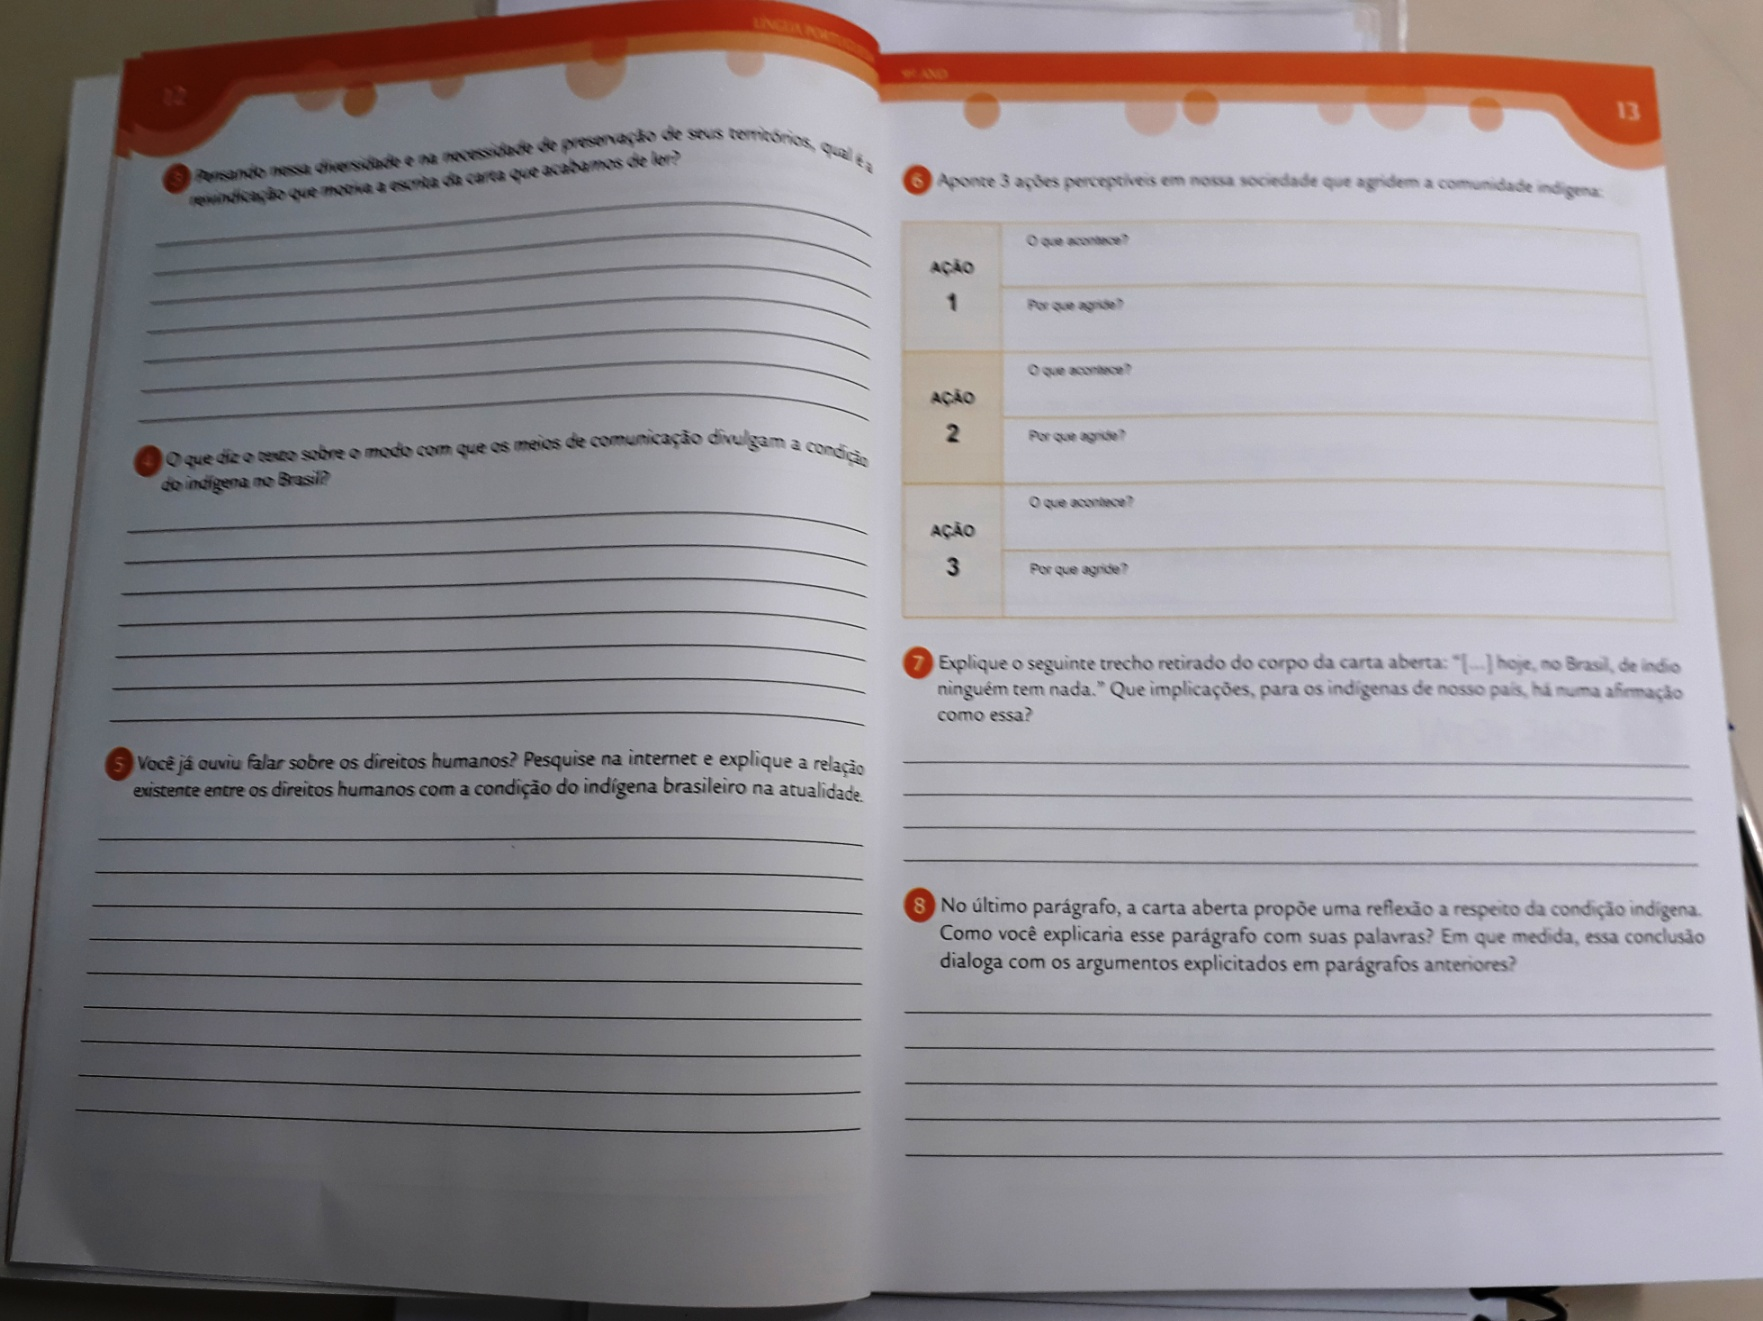 12
LÍNGUA PORTUGUESA
3 Pensando nessa diversidade e na necessidade de preservação de seus territórios, qual é a
reivindicação que motiva a escrita da carta que acabamos de ler?
4 O que diz o texto sobre o modo com que os meios de comunicação divulgam a condição
do indígena no Brasil?
5 Você já ouviu falar sobre os direitos humanos? Pesquise na internet e explique a relação
existente entre os direitos humanos com a condição do indígena brasileiro na atualidade.
ANO
13
6 Aponte 3 ações perceptíveis em nossa sociedade que agridem a comunidade indígena:
AÇÃO
1
O que acontece?
Por que agride?
AÇÃO
2
O que acontece?
Por que agride?
AÇÃO
3
O que acontece?
Por que agride?
7 Explique o seguinte trecho retirado do corpo da carta aberta: "[...] hoje, no Brasil, de índio
ninguém tem nada." Que implicações, para os indígenas de nosso país, há numa afirmação
como essa?
8 No último parágrafo, a carta aberta propõe uma reflexão a respeito da condição indígena.
Como você explicaria esse parágrafo com suas palavras? Em que medida, essa conclusão
dialoga com os argumentos explicitados em parágrafos anteriores?